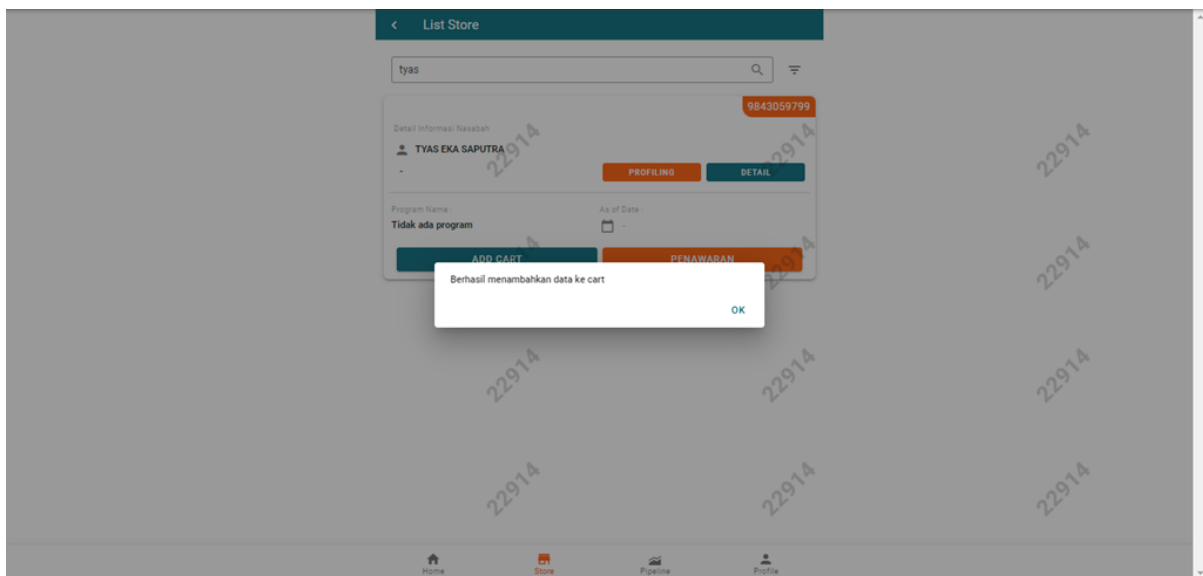 List Store
tyas
9843059799
Detail Informasi Nasabah
TYAS EKA SAPUTRA
-
PROFILING
DETAIL
Program Name :
As of Date :
Tidak ada program
-
ADD CART
PENAWARAN
Berhasil menambahkan data ke cart
OK
22914
22914
22914
22914
22914
22914
22914
22914
22914
22914
22914
22914
Home
Store
Pipeline
Profile